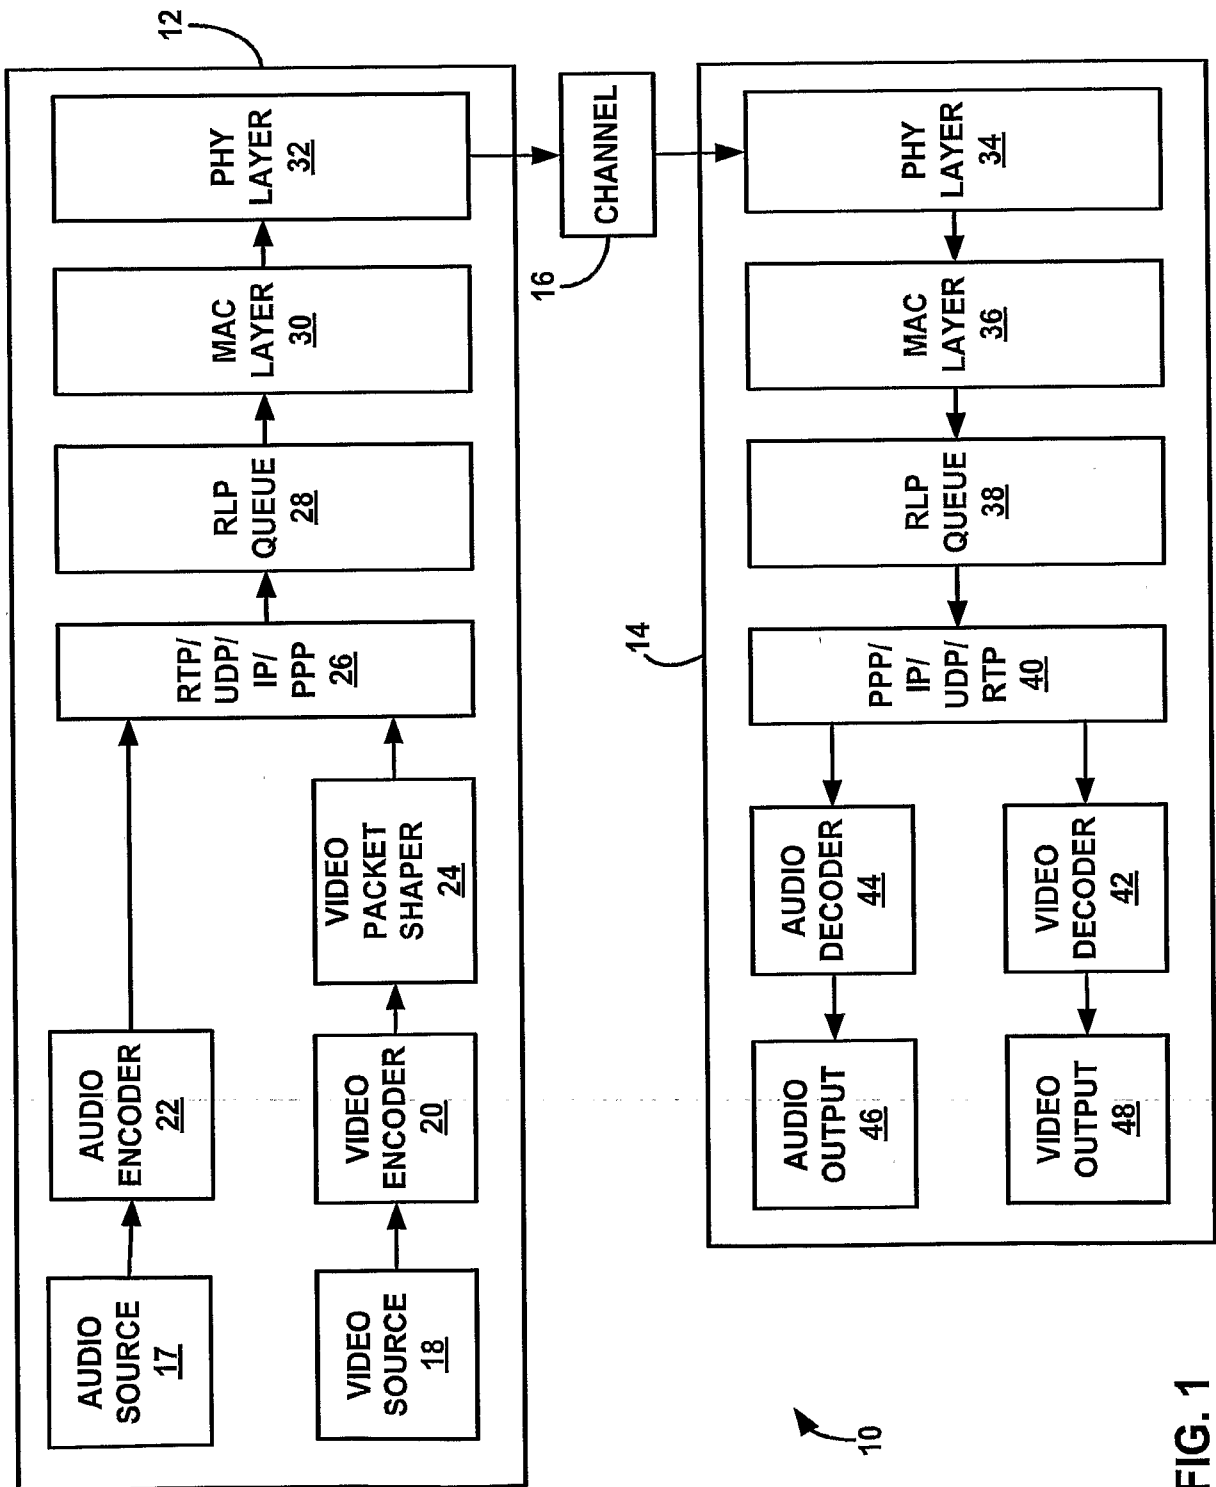 12
AUDIO
SOURCE
17
AUDIO
ENCODER
22
VIDEO
SOURCE
18
VIDEO
ENCODER
20
VIDEO
PACKET
SHAPER
24
RTP/
UDP/
IP/
PPP
26
RLP
QUEUE
28
MAC
LAYER
30
PHY
LAYER
32
16
CHANNEL
14
AUDIO
OUTPUT
46
AUDIO
DECODER
44
VIDEO
OUTPUT
48
VIDEO
DECODER
42
PPP/
IP/
UDP/
RTP
40
RLP
QUEUE
38
MAC
LAYER
36
PHY
LAYER
34
10
FIG. 1